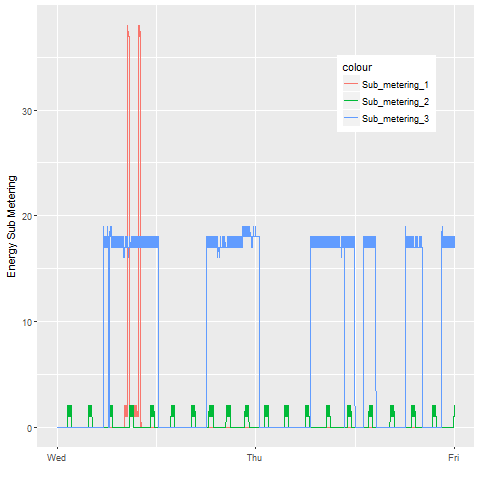 colour
Sub_metering_1
Sub_metering_2
Sub_metering_3
Energy Sub Metering
30
20
10
0
Wed
Thu
Fri